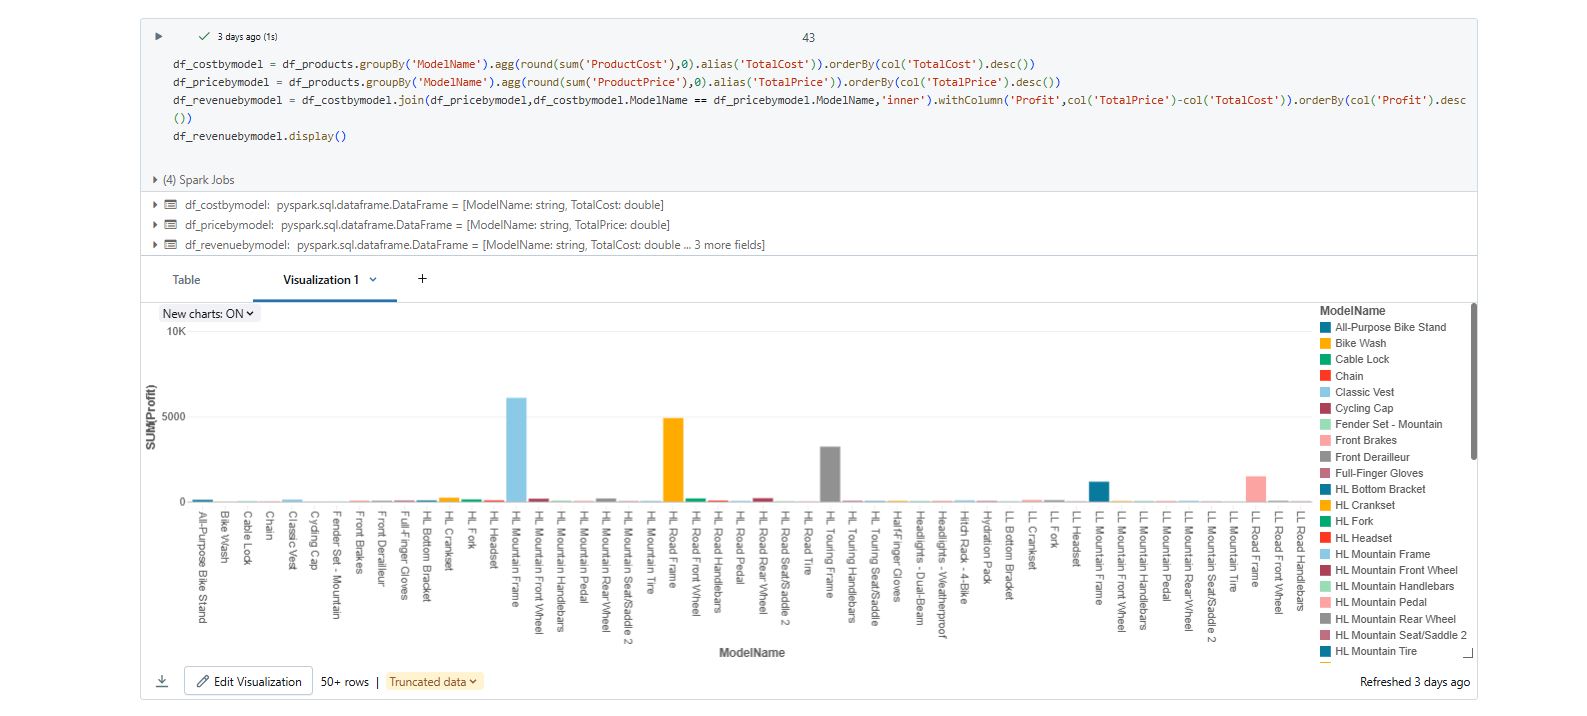 3 days ago (1s)
43
df_costbymodel = df_products.groupBy('ModelName').agg(round(sum('ProductCost'),0).alias('TotalCost')).orderBy(col('TotalCost').desc())
df_pricebymodel = df_products.groupBy('ModelName').agg(round(sum('ProductPrice'),0).alias('TotalPrice')).orderBy(col('TotalPrice').desc())
df_revenuebymodel = df_costbymodel.join(df_pricebymodel,df_costbymodel.ModelName == df_pricebymodel.ModelName,'inner').withColumn('Profit',col('TotalPrice')-col('TotalCost')).orderBy(col('Profit').desc
())
df_revenuebymodel.display()
(4) Spark Jobs
df_costbymodel: pyspark.sql.dataframe.DataFrame = [ModelName: string, TotalCost: double]
df_pricebymodel: pyspark.sql.dataframe.DataFrame = [ModelName: string, TotalPrice: double]
df_revenuebymodel: pyspark.sql.dataframe.DataFrame = [ModelName: string, TotalCost: double ... 3 more fields]
Table
Visualization 1
+
New charts: ON
10K
5000
0
SUM(Profit)
All-Purpose Bike Stand
Bike Wash
Cable Lock
Chain
Classic Vest
Cycling Cap
Fender Set - Mountain
Front Brakes
Front Derailleur
Full-Finger Gloves
HL Bottom Bracket
HL Crankset
HL Fork
HL Headset
HL Mountain Frame
HL Mountain Front Wheel
HL Mountain Handlebars
HL Mountain Pedal
HL Mountain Rear Wheel
HL Mountain Seat/Saddle 2
HL Mountain Tire
HL Road Frame
HL Road Front Wheel
HL Road Handlebars
HL Road Pedal
HL Road Rear Wheel
HL Road Seat/Saddle 2
HL Road Tire
HL Touring Frame
HL Touring Handlebars
HL Touring Seat/Saddle
Half-Finger Gloves
Headlights - Dual-Beam
Headlights - Weatherproof
Hitch Rack - 4-Bike
Hydration Pack
LL Bottom Bracket
LL Crankset
LL Fork
LL Headset
LL Mountain Frame
LL Mountain Front Wheel
LL Mountain Handlebars
LL Mountain Pedal
LL Mountain Rear Wheel
LL Mountain Seat/Saddle 2
LL Mountain Tire
LL Road Frame
LL Road Front Wheel
LL Road Handlebars
ModelName
ModelName
All-Purpose Bike Stand
Bike Wash
Cable Lock
Chain
Classic Vest
Cycling Cap
Fender Set - Mountain
Front Brakes
Front Derailleur
Full-Finger Gloves
HL Bottom Bracket
HL Crankset
HL Fork
HL Headset
HL Mountain Frame
HL Mountain Front Wheel
HL Mountain Handlebars
HL Mountain Pedal
HL Mountain Rear Wheel
HL Mountain Seat/Saddle 2
HL Mountain Tire
Edit Visualization
50+ rows | Truncated data
Refreshed 3 days ago